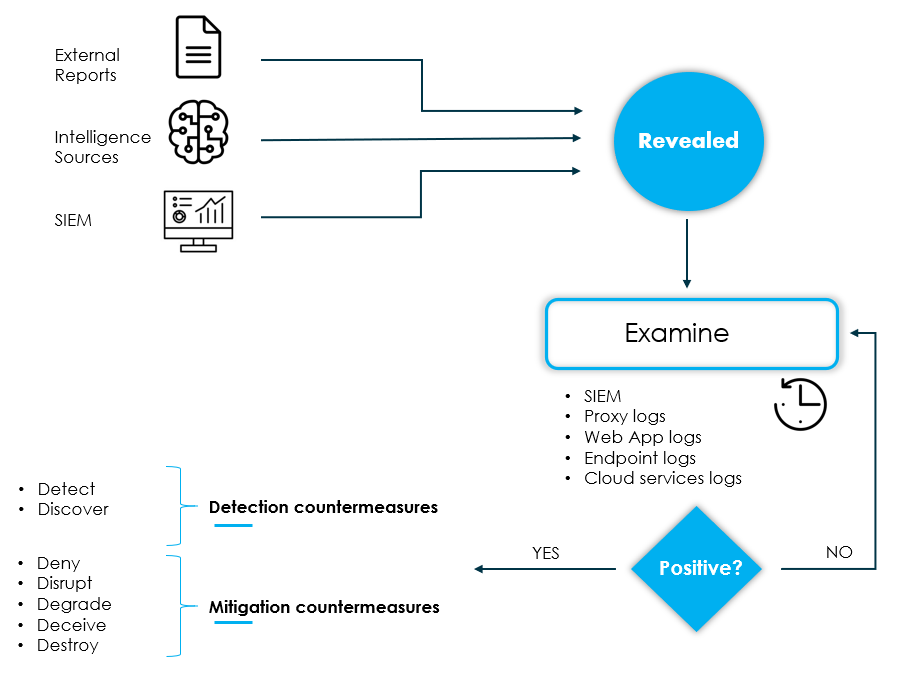 External
Reports
Intelligence
Sources
SIEM
Revealed
Examine
• SIEM
• Proxy logs
• Web App logs
• Endpoint logs
• Cloud services logs
Positive?
YES
NO
Detection countermeasures
• Detect
• Discover
Mitigation countermeasures
• Deny
• Disrupt
• Degrade
• Deceive
• Destroy